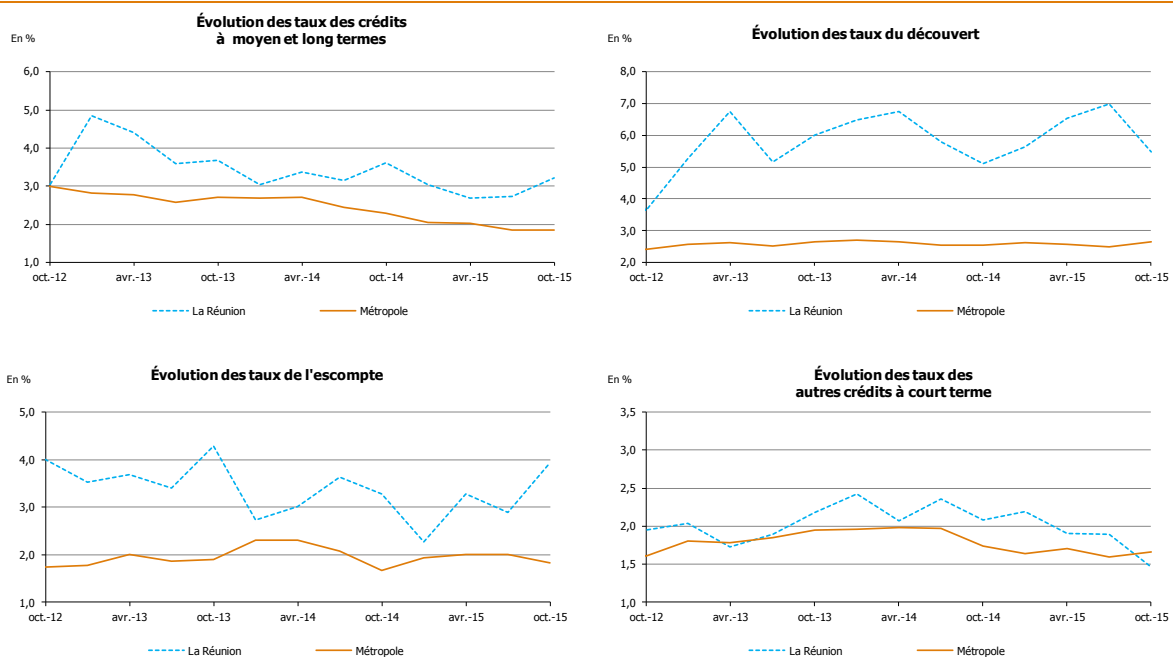 Évolution des taux des crédits
à moyen et long termes
En %
6,0
5,0
4,0
3,0
2,0
1,0
oct.-12 avr.-13 oct.-13 avr.-14 oct.-14 avr.-15 oct.-15
La Réunion Métropole
Évolution des taux du découvert
En %
8,0
7,0
6,0
5,0
4,0
3,0
2,0
oct.-12 avr.-13 oct.-13 avr.-14 oct.-14 avr.-15 oct.-15
La Réunion Métropole
Évolution des taux de l'escompte
En %
5,0
4,0
3,0
2,0
1,0
oct.-12 avr.-13 oct.-13 avr.-14 oct.-14 avr.-15 oct.-15
La Réunion Métropole
Évolution des taux des
autres crédits à court terme
En %
3,5
3,0
2,5
2,0
1,5
1,0
oct.-12 avr.-13 oct.-13 avr.-14 oct.-14 avr.-15 oct.-15
La Réunion Métropole